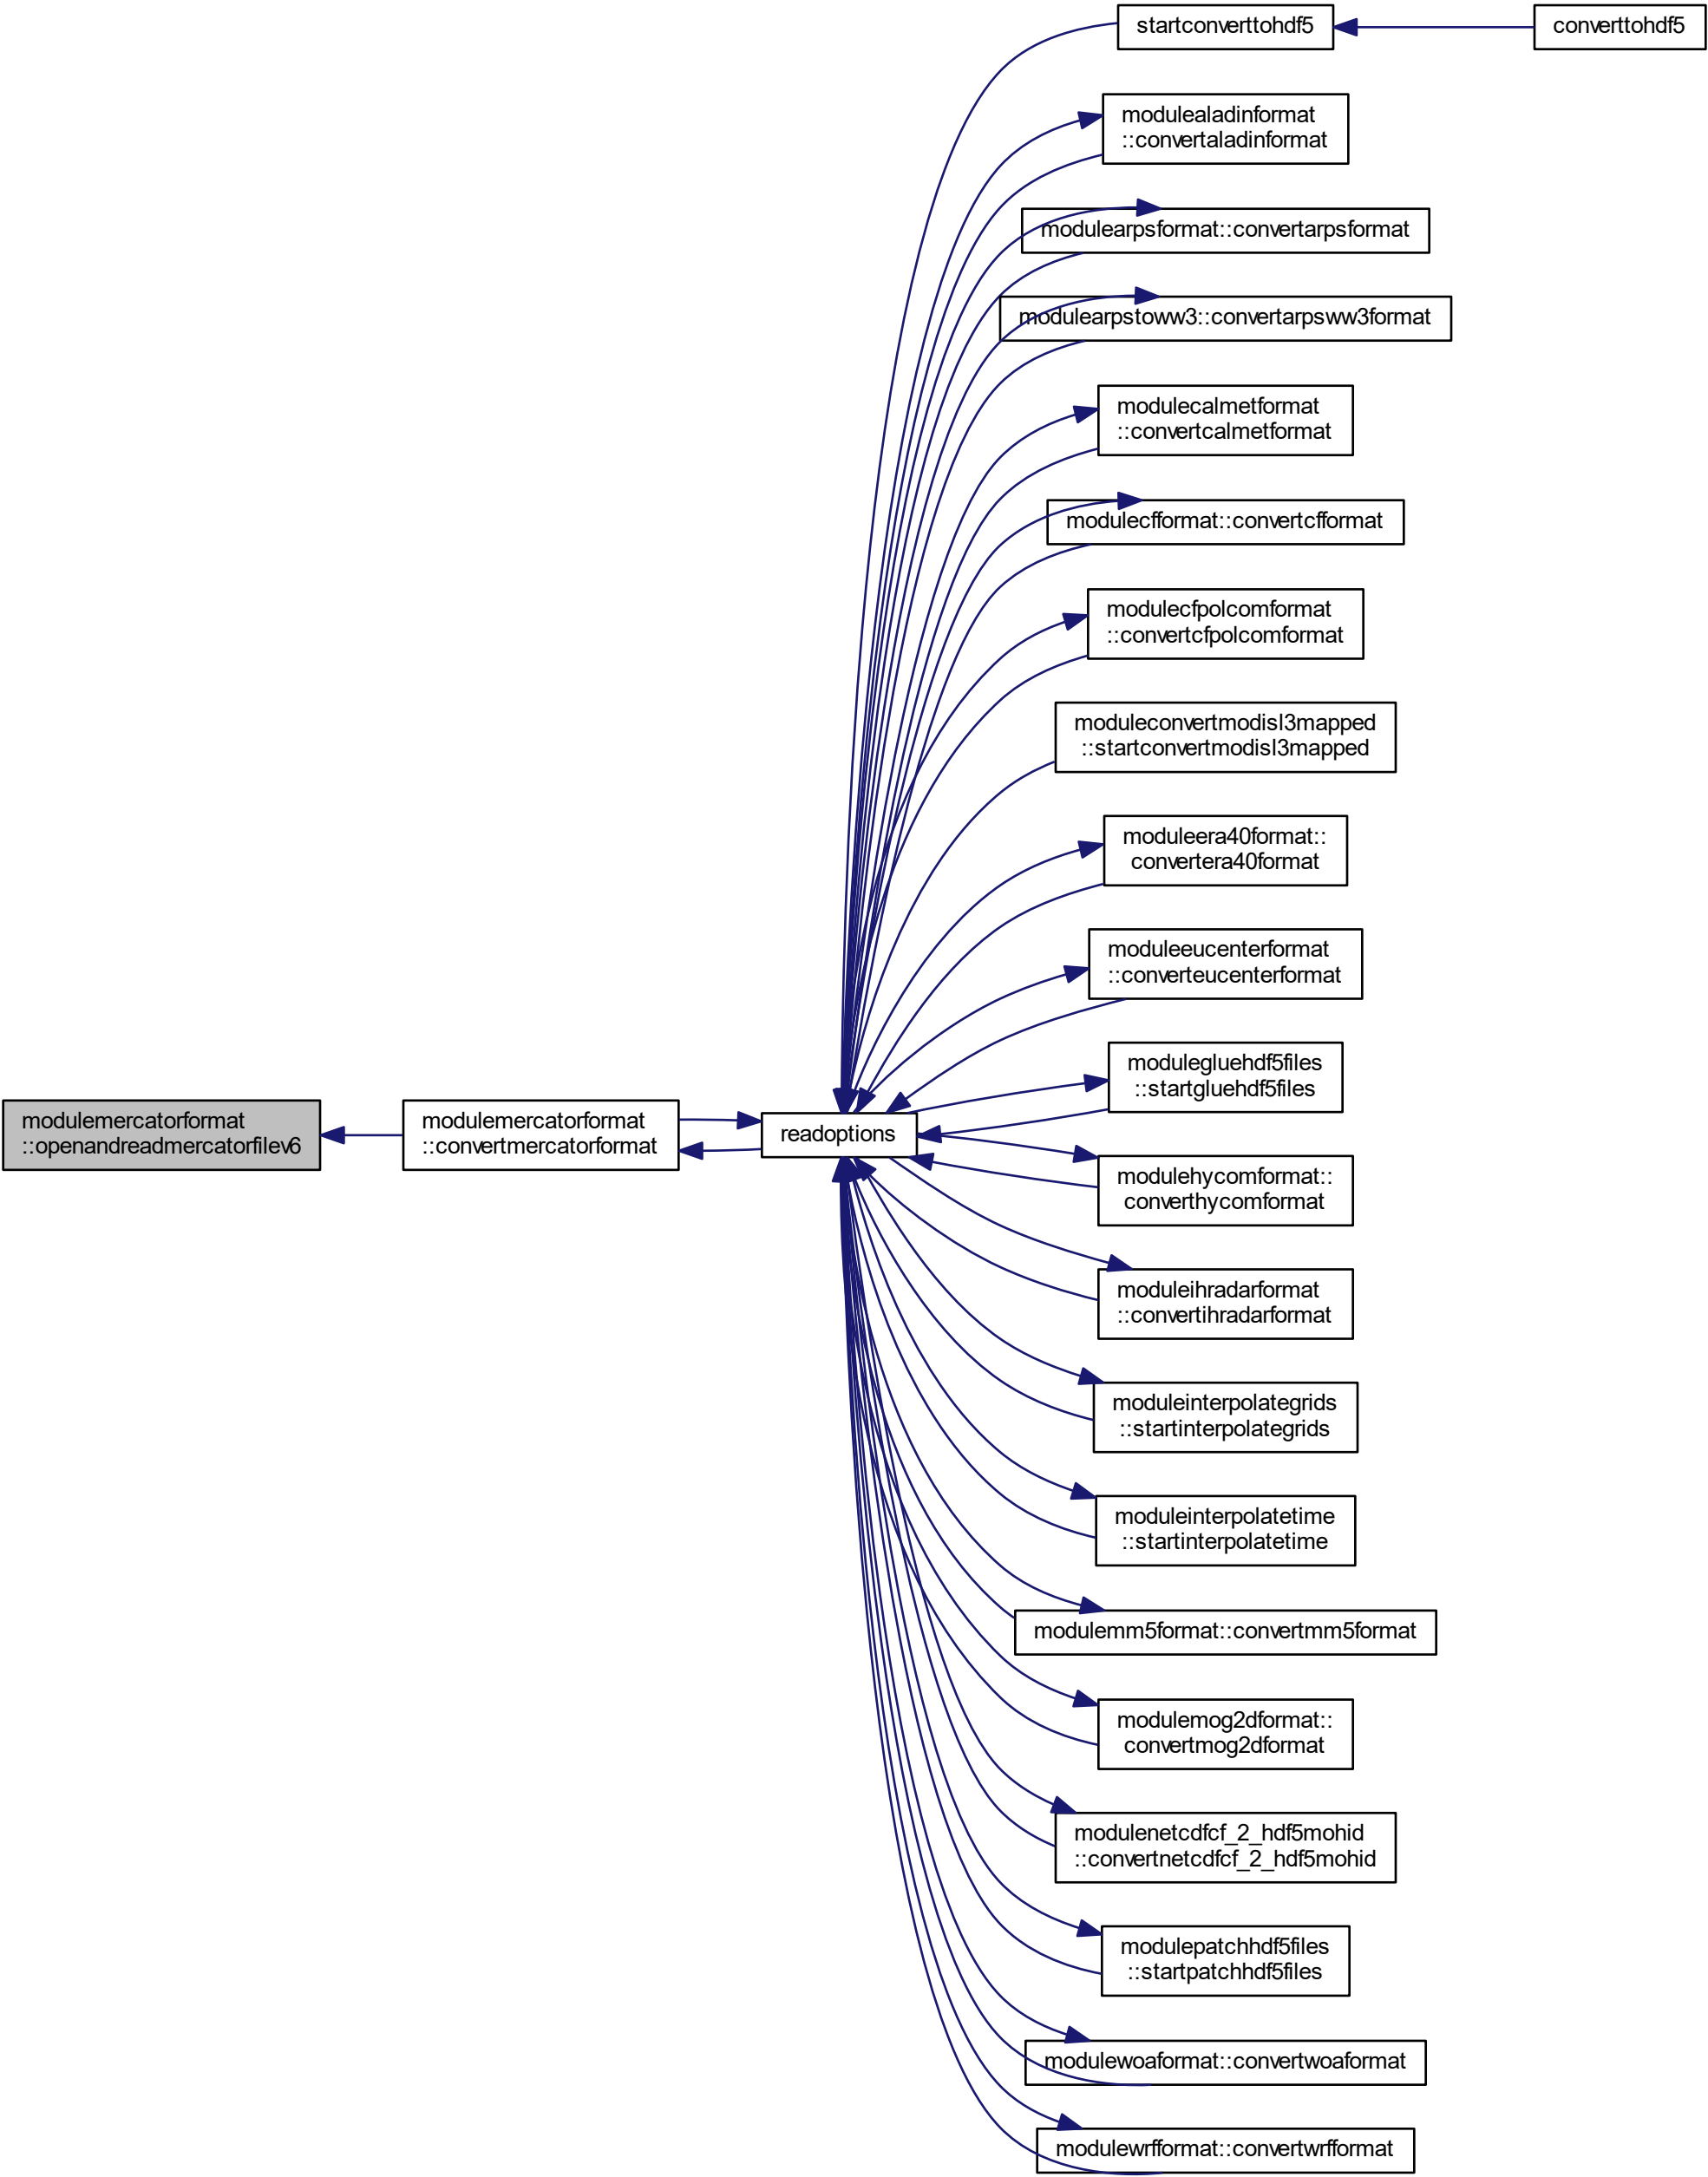 startconverttohdf5
converttohdf5
modulealadinformat
::convertaladinformat
modulearpsformat::convertarpsformat
modulearpstoww3::convertarpsww3format
modulecalmetformat
::convertcalmetformat
modulecfformat::convertcfformat
modulecfpolcomformat
::convertcfpolcomformat
moduleconvertmodisl3mapped
::startconvertmodisl3mapped
moduleera40format::
convertera40format
moduleeucenterformat
::converteucenterformat
modulegluehdf5files
::startgluehdf5files
modulemercatorformat
::openandreadmercatorfilev6
modulemercatorformat
::convertmercatorformat
readoptions
modulehycomformat::
converthycomformat
moduleihradarformat
::convertihradarformat
moduleinterpolategrids
::startinterpolategrids
moduleinterpolatetime
::startinterpolatetime
modulemm5format::convertmm5format
modulemog2dformat::
convertmog2dformat
modulenetcdfcf_2_hdf5mohid
::convertnetcdfcf_2_hdf5mohid
modulepatchhdf5files
::startpatchhdf5files
modulewoaformat::convertwoaformat
modulewrfformat::convertwrfformat